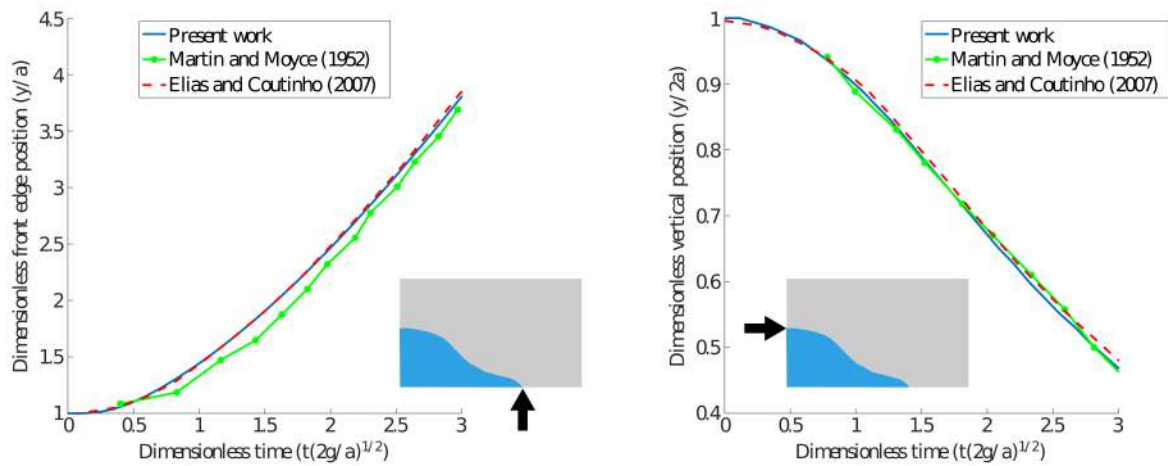 4.5
4
3.5
3
2.5
2
1.5
1
0 0.5 1 1.5 2 2.5 3
Dimensionless front edge position (y/a)
Dimensionless time (t(2g/a)^1/2)
Present work
Martin and Moyce (1952)
Elias and Coutinho (2007)
1
0.9
0.8
0.7
0.6
0.5
0.4
0 0.5 1 1.5 2 2.5 3
Dimensionless vertical position (y/2a)
Dimensionless time (t(2g/a)^1/2)
Present work
Martin and Moyce (1952)
Elias and Coutinho (2007)